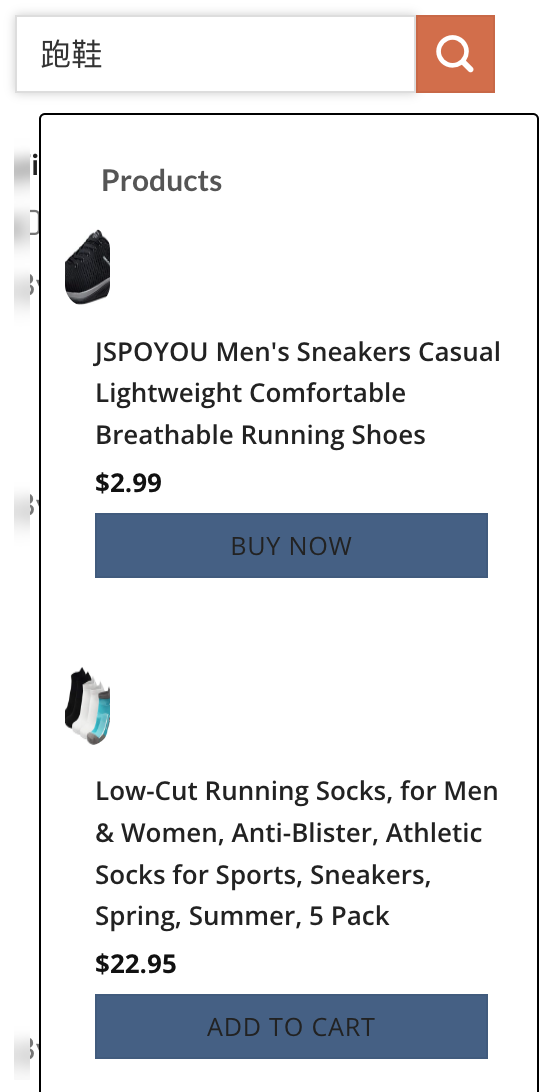 跑鞋
Products
JSPOYOU Men's Sneakers Casual
Lightweight Comfortable
Breathable Running Shoes
$2.99
BUY NOW
Low-Cut Running Socks, for Men
& Women, Anti-Blister, Athletic
Socks for Sports, Sneakers,
Spring, Summer, 5 Pack
$22.95
ADD TO CART